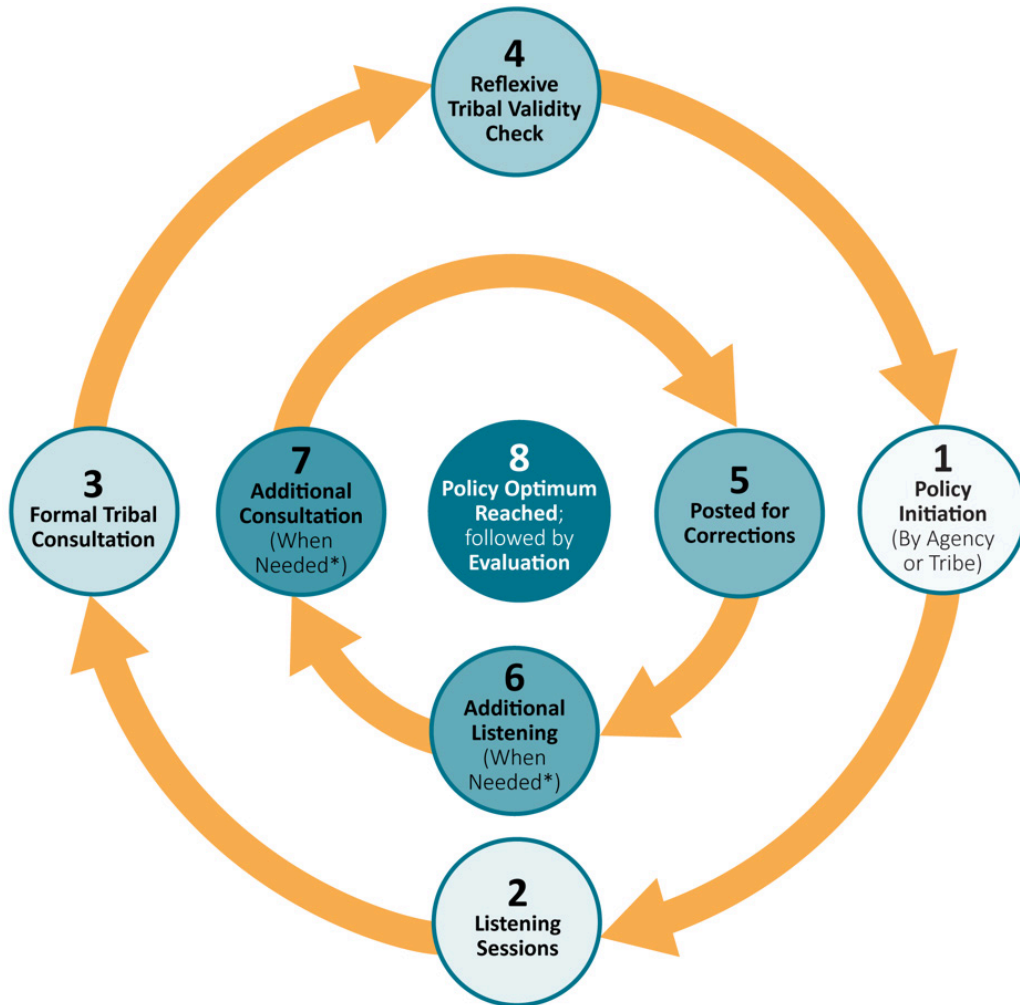 4
Reflexive
Tribal Validity
Check
3
Formal Tribal
Consultation
7
Additional
Consultation
(When
Needed*)
8
Policy Optimum
Reached;
followed by
Evaluation
5
Posted for
Corrections
1
Policy
Initiation
(By Agency
or Tribe)
6
Additional
Listening
(When
Needed*)
2
Listening
Sessions